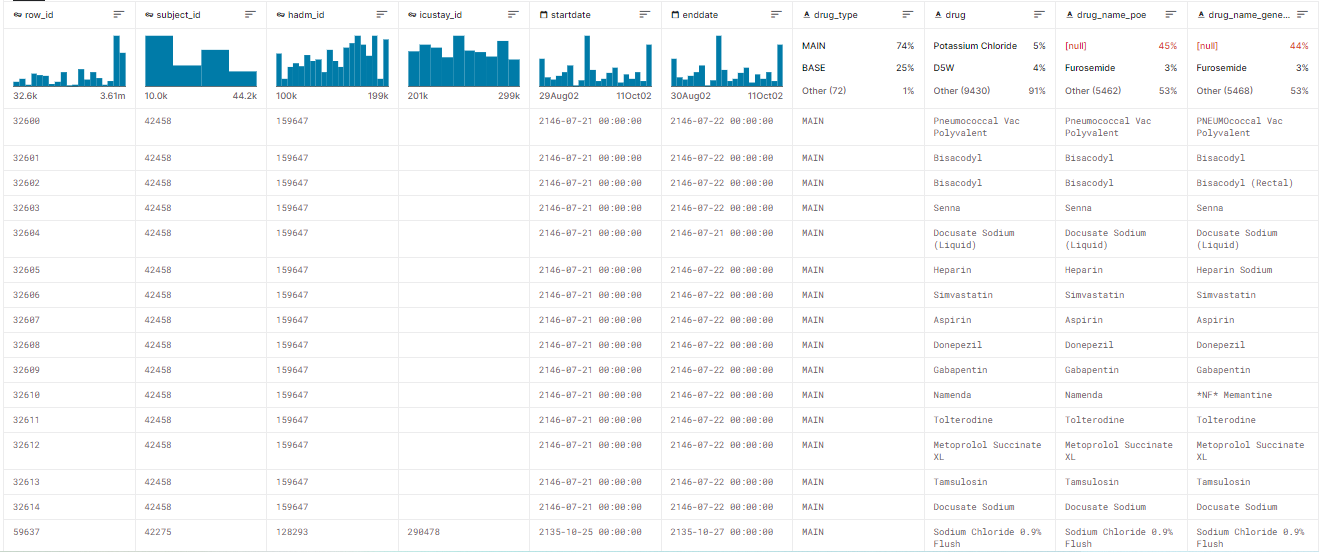 row_id subject_id hadm_id icustay_id startdate enddate drug_type drug drug_name_poe drug_name_gene...
MAIN 74% Potassium Chloride 5% [null] 45% [null] 44%
BASE 25% D5W 4% Furosemide 3% Furosemide 3%
Other (72) 1% Other (9430) 91% Other (5462) 53% Other (5468) 53%
32.6k 3.61m 10.0k 44.2k 100k 199k 201k 299k 29Aug02 11Oct02 30Aug02 11Oct02
32600 42458 159647 2146-07-21 00:00:00 2146-07-22 00:00:00 MAIN Pneumococcal Vac Pneumococcal Vac PNEUMOcoccal Vac
Polyvalent Polyvalent Polyvalent
32601 42458 159647 2146-07-21 00:00:00 2146-07-22 00:00:00 MAIN Bisacodyl Bisacodyl Bisacodyl
32602 42458 159647 2146-07-21 00:00:00 2146-07-22 00:00:00 MAIN Bisacodyl Bisacodyl Bisacodyl (Rectal)
32603 42458 159647 2146-07-21 00:00:00 2146-07-22 00:00:00 MAIN Senna Senna Senna
32604 42458 159647 2146-07-21 00:00:00 2146-07-21 00:00:00 MAIN Docusate Sodium Docusate Sodium Docusate Sodium
(Liquid) (Liquid) (Liquid)
32605 42458 159647 2146-07-21 00:00:00 2146-07-22 00:00:00 MAIN Heparin Heparin Heparin Sodium
32606 42458 159647 2146-07-21 00:00:00 2146-07-22 00:00:00 MAIN Simvastatin Simvastatin Simvastatin
32607 42458 159647 2146-07-21 00:00:00 2146-07-22 00:00:00 MAIN Aspirin Aspirin Aspirin
32608 42458 159647 2146-07-21 00:00:00 2146-07-22 00:00:00 MAIN Donepezil Donepezil Donepezil
32609 42458 159647 2146-07-21 00:00:00 2146-07-22 00:00:00 MAIN Gabapentin Gabapentin Gabapentin
32610 42458 159647 2146-07-21 00:00:00 2146-07-22 00:00:00 MAIN Namenda Namenda *NF* Memantine
32611 42458 159647 2146-07-21 00:00:00 2146-07-22 00:00:00 MAIN Tolterodine Tolterodine Tolterodine
32612 42458 159647 2146-07-21 00:00:00 2146-07-22 00:00:00 MAIN Metoprolol Succinate Metoprolol Succinate Metoprolol Succinate
XL XL XL
32613 42458 159647 2146-07-21 00:00:00 2146-07-22 00:00:00 MAIN Tamsulosin Tamsulosin Tamsulosin
32614 42458 159647 2146-07-21 00:00:00 2146-07-22 00:00:00 MAIN Docusate Sodium Docusate Sodium Docusate Sodium
59637 42275 128293 290478 2135-10-25 00:00:00 2135-10-27 00:00:00 MAIN Sodium Chloride 0.9% Sodium Chloride 0.9% Sodium Chloride 0.9%
Flush Flush Flush